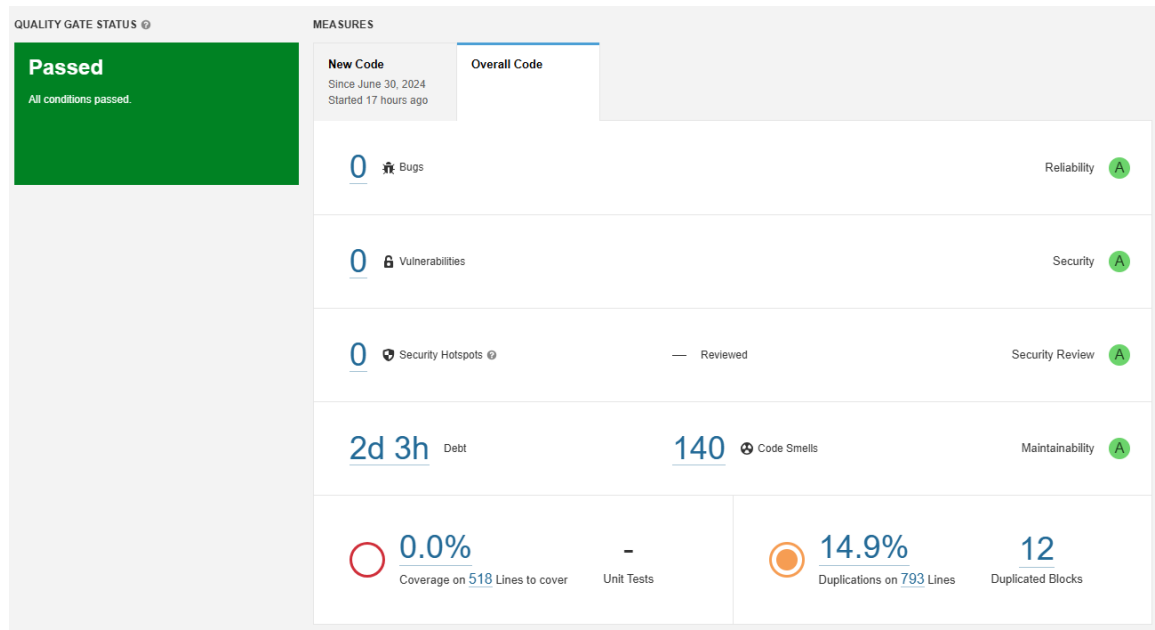 QUALITY GATE STATUS ?
MEASURES
Passed
All conditions passed.
New Code
Since June 30, 2024
Started 17 hours ago
Overall Code
0 Bugs
Reliability A
0 Vulnerabilities
Security A
0 Security Hotspots ?
— Reviewed
Security Review A
2d 3h Debt
140 Code Smells
Maintainability A
0.0%
Coverage on 518 Lines to cover
-
Unit Tests
14.9%
Duplications on 793 Lines
12
Duplicated Blocks